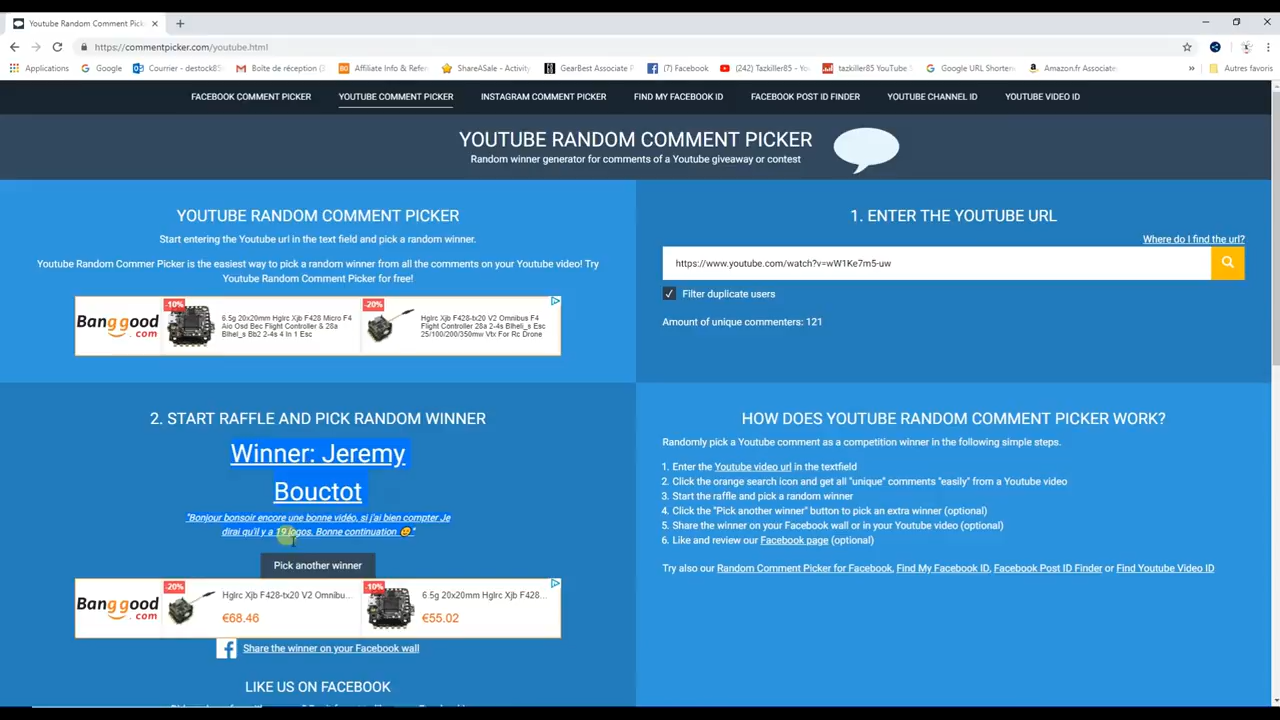 Youtube Random Comment Pick
https://commentpicker.com/youtube.html
Applications
Google
Courrier - destock85
Boîte de réception (3
Affiliate Info & Refer
ShareASale - Activity
GearBest Associate P
(7) Facebook
(242) Tazkiller85 - Yo
tazkiller85 YouTube S
Google URL Shortene
Amazon.fr Associate
»
Autres favoris
FACEBOOK COMMENT PICKER
YOUTUBE COMMENT PICKER
INSTAGRAM COMMENT PICKER
FIND MY FACEBOOK ID
FACEBOOK POST ID FINDER
YOUTUBE CHANNEL ID
YOUTUBE VIDEO ID
YOUTUBE RANDOM COMMENT PICKER
Random winner generator for comments of a Youtube giveaway or contest
YOUTUBE RANDOM COMMENT PICKER
Start entering the Youtube url in the text field and pick a random winner.
Youtube Random Commer Picker is the easiest way to pick a random winner from all the comments on your Youtube video! Try
Youtube Random Comment Picker for free!
Banggood
.com
-10%
6.5g 20x20mm Hglrc Xjb F428 Micro F4
Aio Osd Bec Flight Controller & 28a
Blhel_s Bb2 2-4s 4 In 1 Esc
-20%
Hglrc Xjb F428-tx20 V2 Omnibus F4
Flight Controller 28a 2-4s Blheli_s Esc
25/100/200/350mw Vtx For Rc Drone
1. ENTER THE YOUTUBE URL
Where do I find the url?
https://www.youtube.com/watch?v=wW1Ke7m5-uw
Filter duplicate users
Amount of unique commenters: 121
2. START RAFFLE AND PICK RANDOM WINNER
Winner: Jeremy
Bouctot
"Bonjour bonsoir encore une bonne vidéo, si j'ai bien compter Je
dirai qu'il y a 19 logos. Bonne continuation 😀"
Pick another winner
Banggood
.com
-20%
Hglrc Xjb F428-tx20 V2 Omnibu...
€68.46
-10%
6 5g 20x20mm Hglrc Xjb F428...
€55.02
Share the winner on your Facebook wall
LIKE US ON FACEBOOK
HOW DOES YOUTUBE RANDOM COMMENT PICKER WORK?
Randomly pick a Youtube comment as a competition winner in the following simple steps.
1. Enter the Youtube video url in the textfield
2. Click the orange search icon and get all "unique" comments "easily" from a Youtube video
3. Start the raffle and pick a random winner
4. Click the "Pick another winner" button to pick an extra winner (optional)
5. Share the winner on your Facebook wall or in your Youtube video (optional)
6. Like and review our Facebook page (optional)
Try also our Random Comment Picker for Facebook, Find My Facebook ID, Facebook Post ID Finder or Find Youtube Video ID